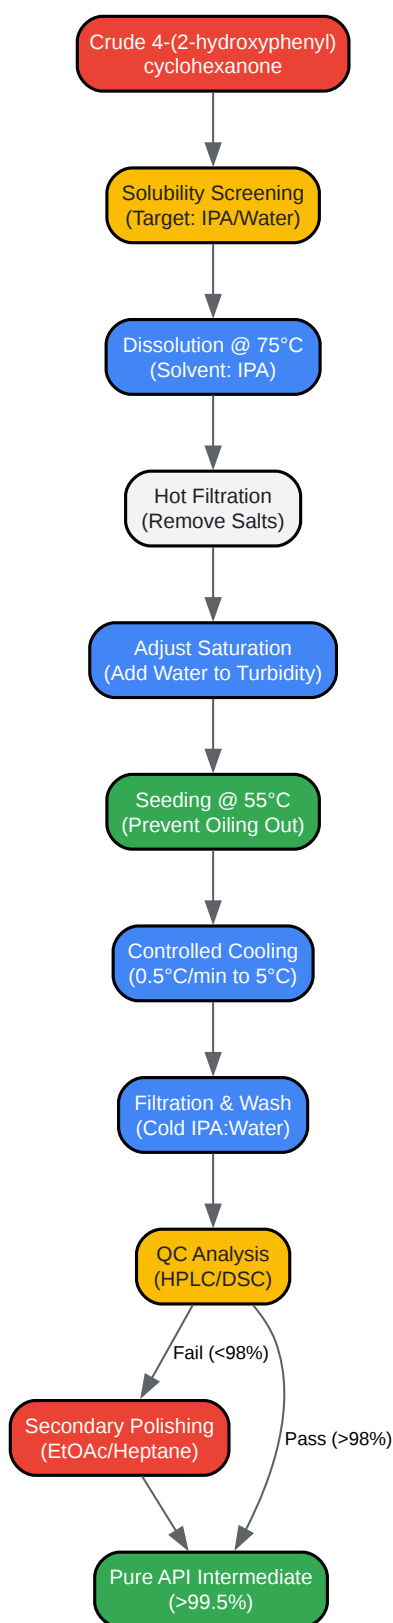 Crude 4-(2-hydroxyphenyl)
cyclohexanone
Solubility Screening
(Target: IPA/Water)
Dissolution @ 75°C
(Solvent: IPA)
Hot Filtration
(Remove Salts)
Adjust Saturation
(Add Water to Turbidity)
Seeding @ 55°C
(Prevent Oiling Out)
Controlled Cooling
(0.5°C/min to 5°C)
Filtration & Wash
(Cold IPA:Water)
QC Analysis
(HPLC/DSC)
Fail (<98%)
Secondary Polishing
(EtOAc/Heptane)
Pass (>98%)
Pure API Intermediate
(>99.5%)